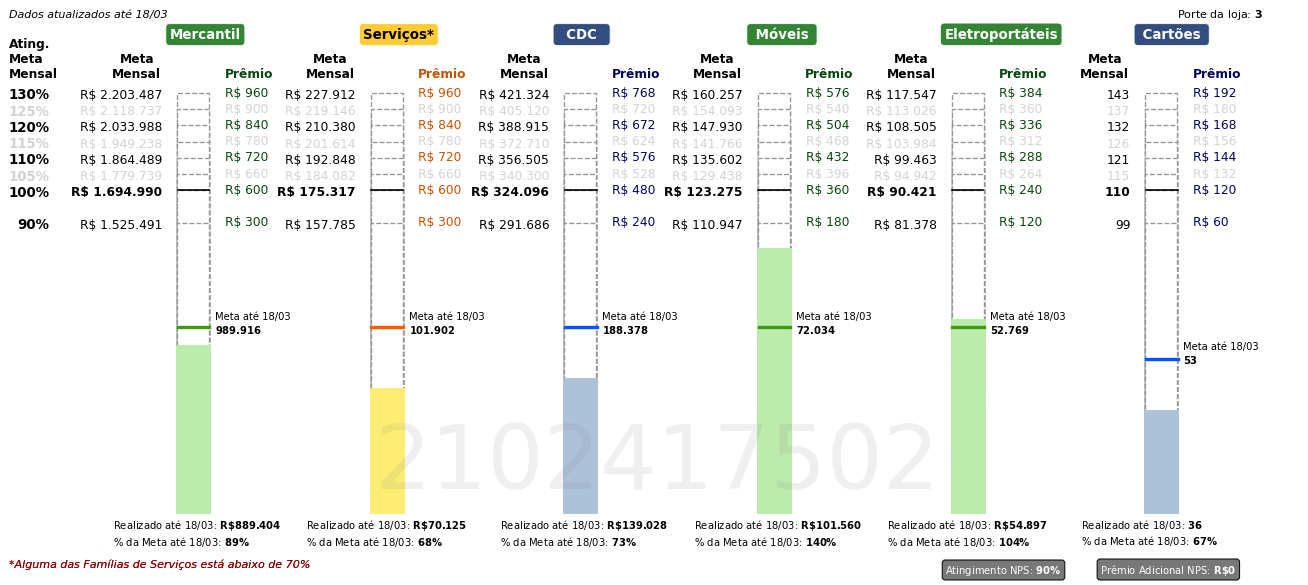 Dados atualizados até 18/03
Porte da loja: 3
Mercantil Serviços* CDC Móveis Eletroportáteis Cartões
Ating.
Meta Meta Meta Meta Meta Meta Meta
Mensal Mensal Prêmio Mensal Prêmio Mensal Prêmio Mensal Prêmio Mensal Prêmio Mensal Prêmio
130% R$ 2.203.487 R$ 960 R$ 227.912 R$ 960 R$ 421.324 R$ 768 R$ 160.257 R$ 576 R$ 117.547 R$ 384 143 R$ 192
125% R$ 2.118.737 R$ 900 R$ 219.146 R$ 900 R$ 405.120 R$ 720 R$ 154.093 R$ 540 R$ 113.026 R$ 360 137 R$ 180
120% R$ 2.033.988 R$ 840 R$ 210.380 R$ 840 R$ 388.915 R$ 672 R$ 147.930 R$ 504 R$ 108.505 R$ 336 132 R$ 168
115% R$ 1.949.238 R$ 780 R$ 201.614 R$ 780 R$ 372.710 R$ 624 R$ 141.766 R$ 468 R$ 103.984 R$ 312 126 R$ 156
110% R$ 1.864.489 R$ 720 R$ 192.848 R$ 720 R$ 356.505 R$ 576 R$ 135.602 R$ 432 R$ 99.463 R$ 288 121 R$ 144
105% R$ 1.779.739 R$ 660 R$ 184.082 R$ 660 R$ 340.300 R$ 528 R$ 129.438 R$ 396 R$ 94.942 R$ 264 115 R$ 132
100% R$ 1.694.990 R$ 600 R$ 175.317 R$ 600 R$ 324.096 R$ 480 R$ 123.275 R$ 360 R$ 90.421 R$ 240 110 R$ 120
90% R$ 1.525.491 R$ 300 R$ 157.785 R$ 300 R$ 291.686 R$ 240 R$ 110.947 R$ 180 R$ 81.378 R$ 120 99 R$ 60
Meta até 18/03 Meta até 18/03 Meta até 18/03 Meta até 18/03 Meta até 18/03
989.916 101.902 188.378 72.034 52.769
Meta até 18/03
53
2102417502
Realizado até 18/03: R$889.404 Realizado até 18/03: R$70.125 Realizado até 18/03: R$139.028 Realizado até 18/03: R$101.560 Realizado até 18/03: R$54.897 Realizado até 18/03: 36
% da Meta até 18/03: 89% % da Meta até 18/03: 68% % da Meta até 18/03: 73% % da Meta até 18/03: 140% % da Meta até 18/03: 104% % da Meta até 18/03: 67%
*Alguma das Famílias de Serviços está abaixo de 70%
Atingimento NPS: 90% Prêmio Adicional NPS: R$0